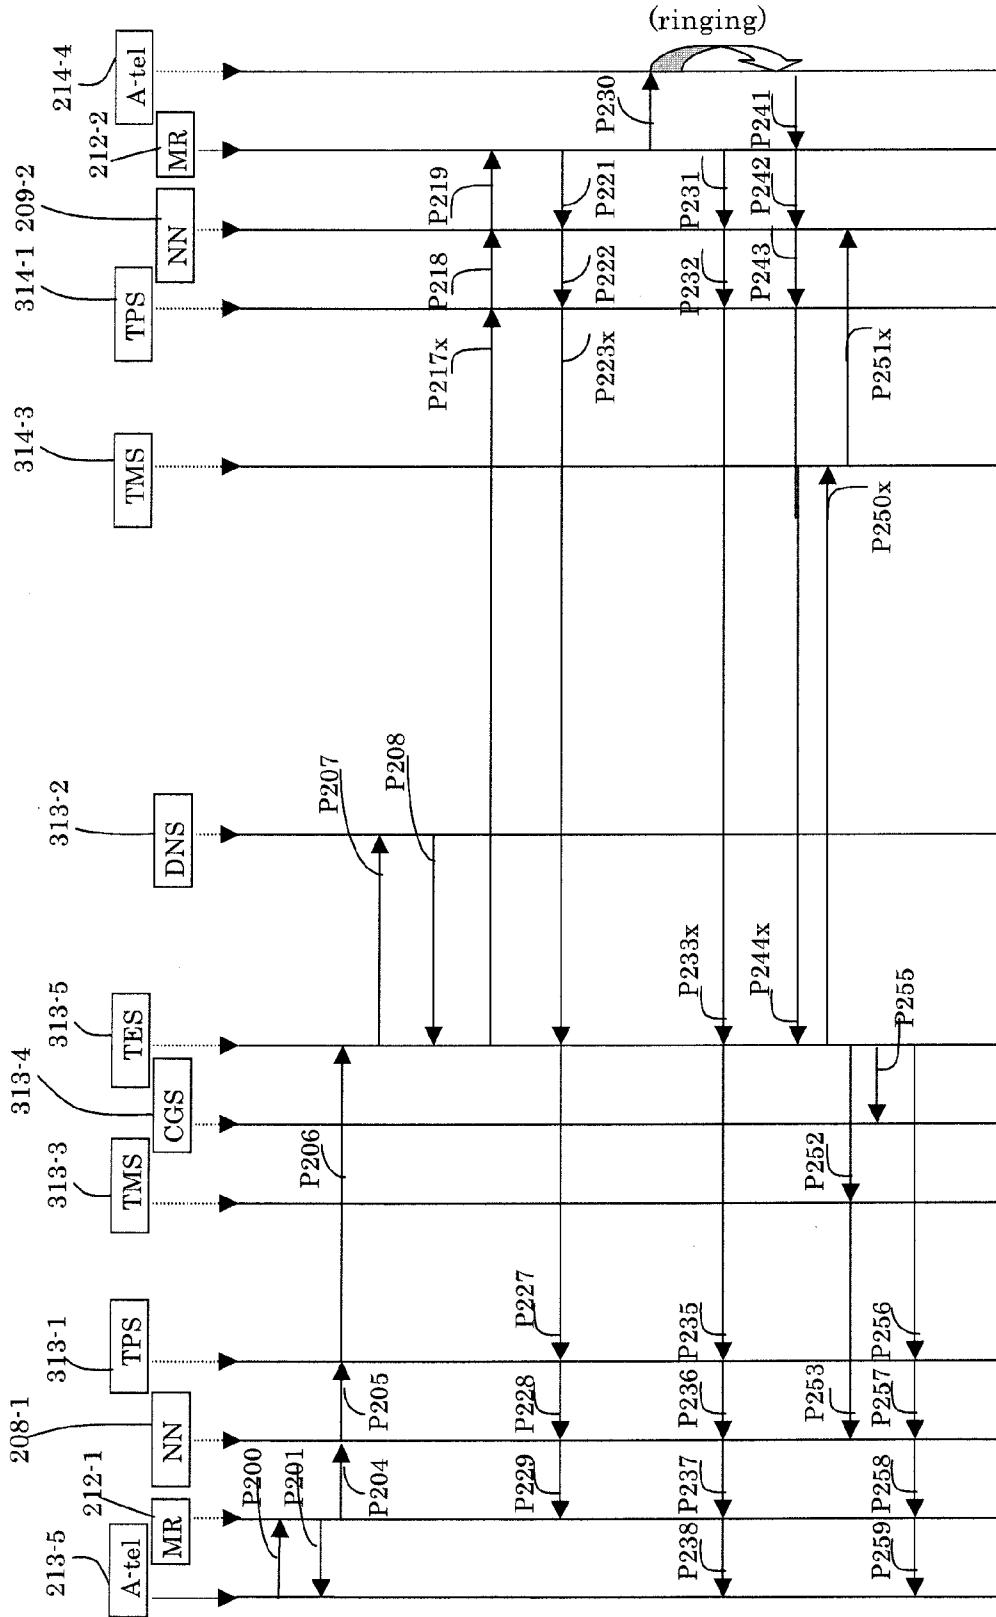 213-5
A-tel
212-1
MR
208-1
NN
313-1
TPS
313-3
TMS
313-4
CGS
313-5
TES
313-2
DNS
314-3
TMS
314-1
TPS
209-2
NN
212-2
MR
214-4
A-tel
P200
P201
P204
P205
P206
P207
P208
P217x
P218
P219
P229
P228
P227
P223x
P222
P221
P230
(ringing)
P238
P237
P236
P235
P233x
P232
P231
P244x
P243
P242
P241
P250x
P251x
P253
P252
P255
P259
P258
P257
P256